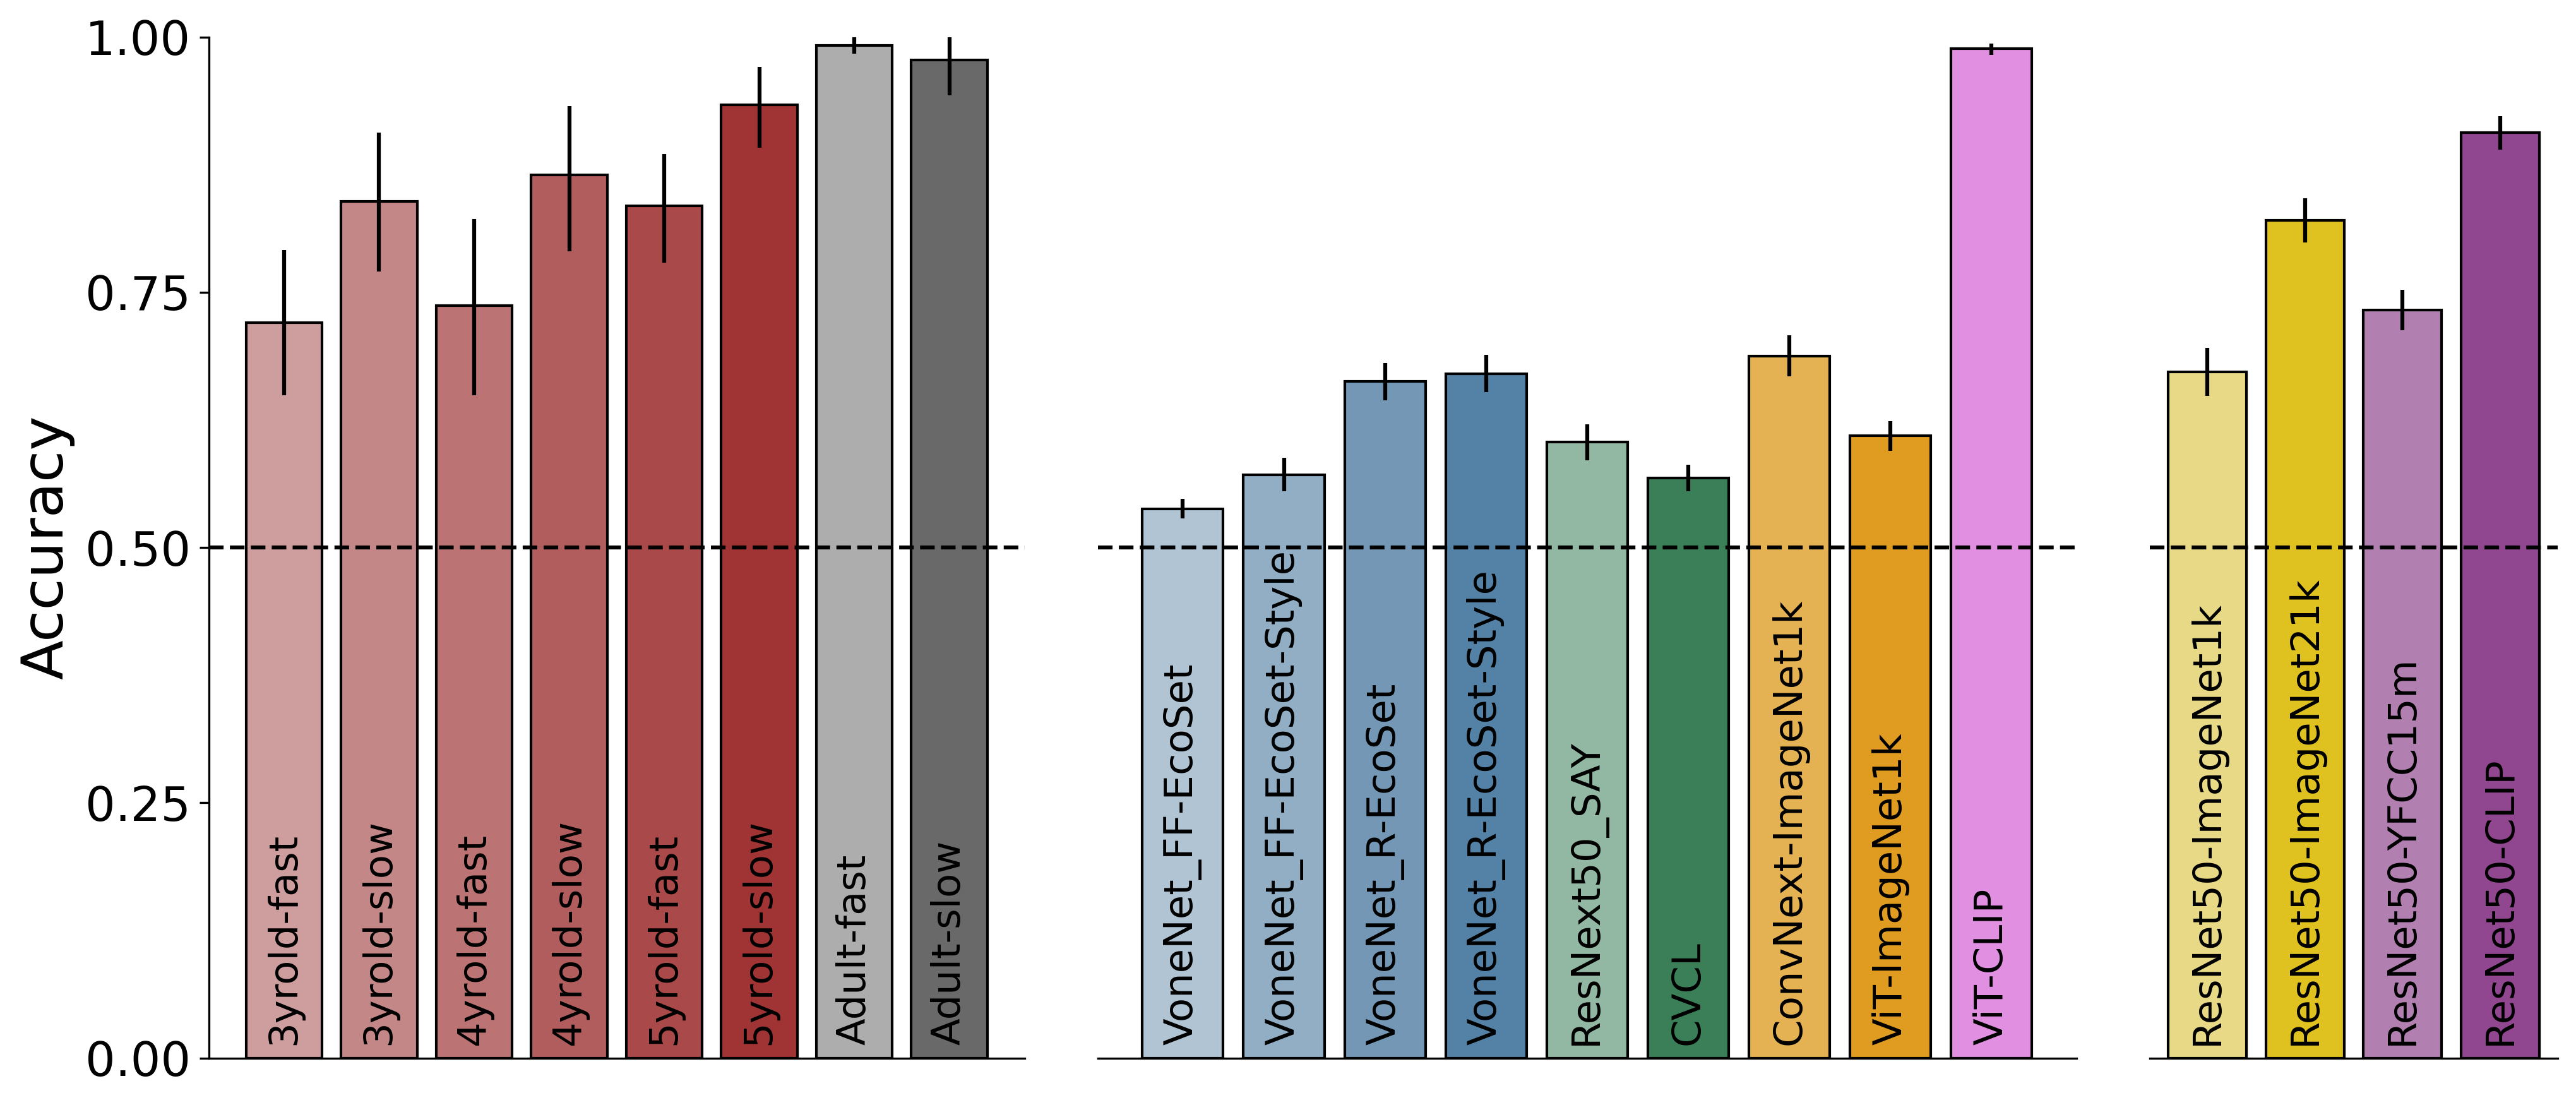 Accuracy
1.00
0.75
0.50
0.25
0.00
3yrold-fast
3yrold-slow
4yrold-fast
4yrold-slow
5yrold-fast
5yrold-slow
Adult-fast
Adult-slow
VoneNet_FF-EcoSet
VoneNet_FF-EcoSet-Style
VoneNet_R-EcoSet
VoneNet_R-EcoSet-Style
ResNext50_SAY
CVCL
ConvNext-ImageNet1k
ViT-ImageNet1k
ViT-CLIP
ResNet50-ImageNet1k
ResNet50-ImageNet21k
ResNet50-YFCC15m
ResNet50-CLIP